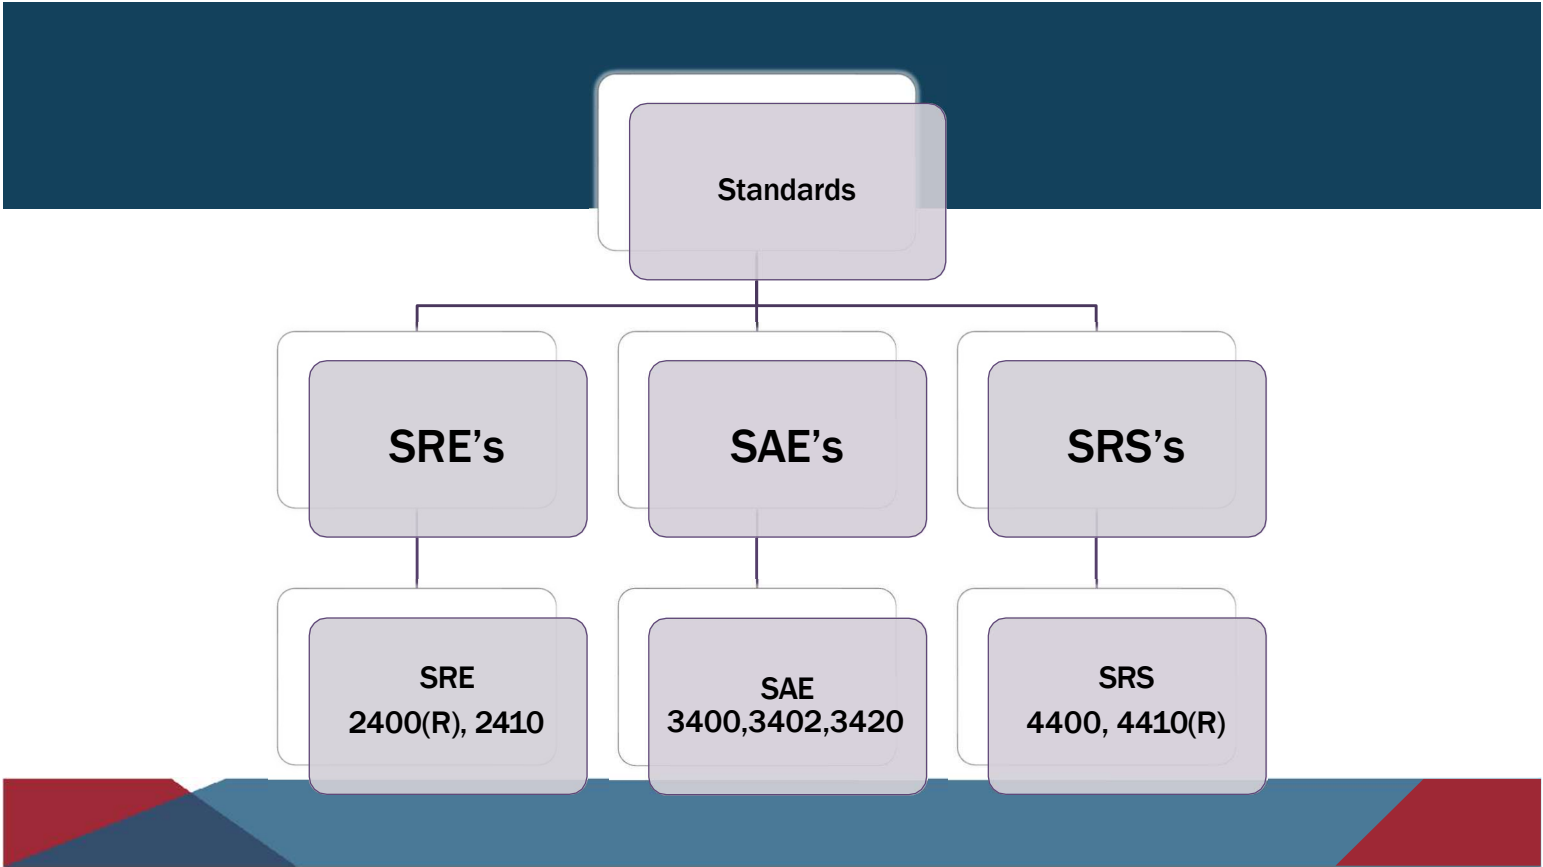 Standards
SRE’s
SAE’s
SRS’s
SRE
2400(R), 2410
SAE
3400,3402,3420
SRS
4400, 4410(R)